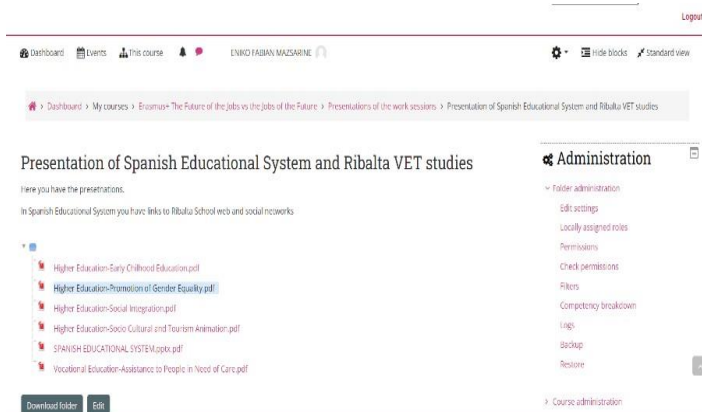 Logout
Dashboard Events This course ENIKO FABIAN MAZSARINE Hide blocks Standard view
> Dashboard > My courses > Erasmus+ The Future of the Jobs vs the Jobs of the Future > Presentations of the work sessions > Presentation of Spanish Educational System and Ribalta VET studies
Presentation of Spanish Educational System and Ribalta VET studies
Here you have the presetnations.
In Spanish Educational System you have links to Ribalta School web and social networks
Higher Education-Early Chilhood Education.pdf
Higher Education-Promotion of Gender Equality.pdf
Higher Education-Social Integration.pdf
Higher Education-Socio Cultural and Tourism Animation.pdf
SPANISH EDUCATIONAL SYSTEM.pptx.pdf
Vocational Education-Assistance to People in Need of Care.pdf
Download folder Edit
Administration
Folder administration
Edit settings
Locally assigned roles
Permissions
Check permissions
Filters
Competency breakdown
Logs
Backup
Restore
> Course administration